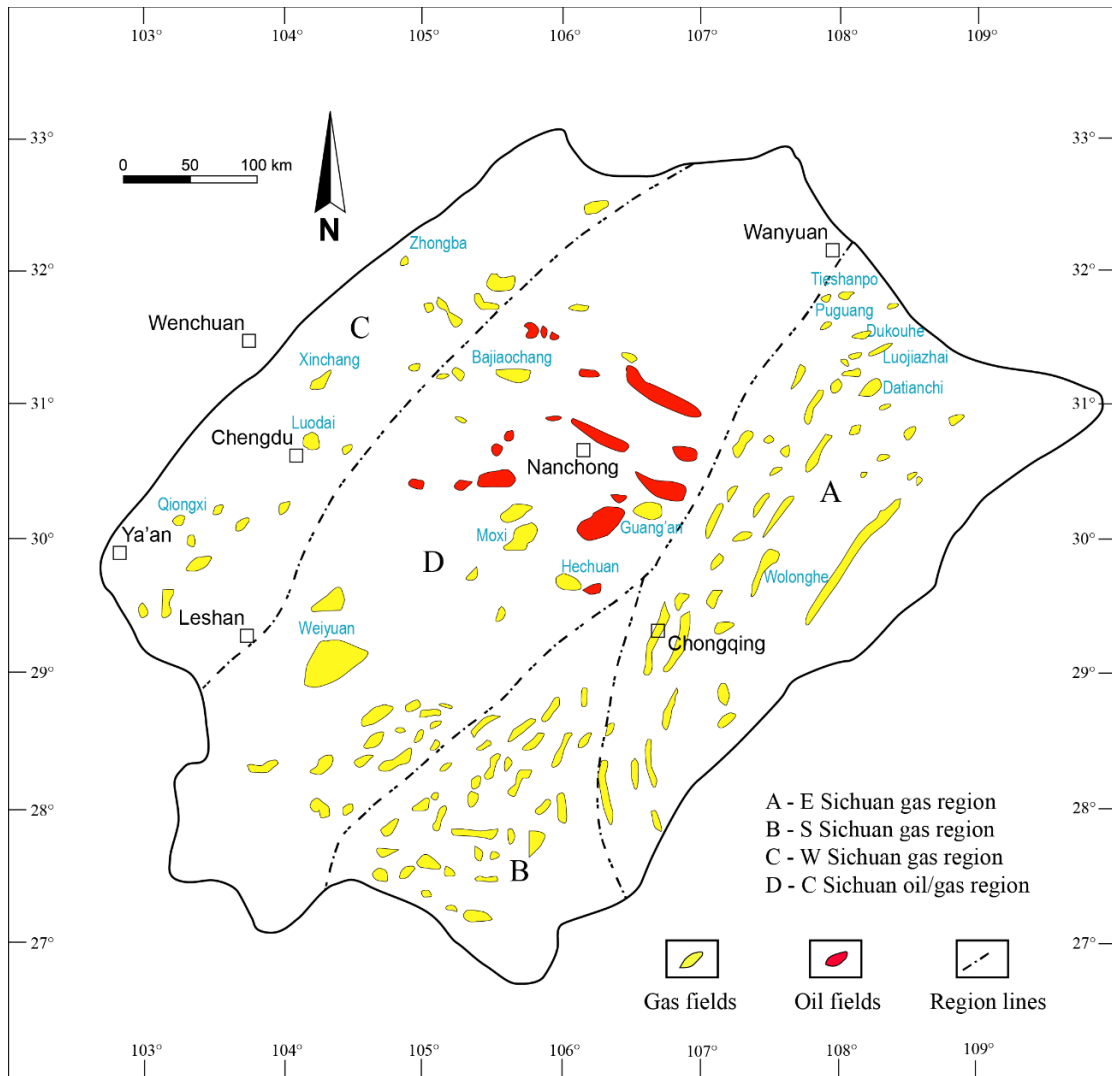 103° 104° 105° 106° 107° 108° 109°
33° 33°
0 50 100 km
N
Wanyuan
Zhongba
32° 32°
Tieshanpo
C
Puguang
Wenchuan
Dukouhe
Xinchang
Bajiaochang
Luojiazhai
Datianchi
31° 31°
Luodai
Chengdu
Nanchong
A
Qiongxi
Guang'an
Moxi
Ya'an
30° 30°
D
Hechuan
Wolonghe
Leshan
Weiyuan
Chongqing
29° 29°
A - E Sichuan gas region
28° 28°
B - S Sichuan gas region
C - W Sichuan gas region
B
D - C Sichuan oil/gas region
27° 27°
Gas fields Oil fields Region lines
103° 104° 105° 106° 107° 108° 109°